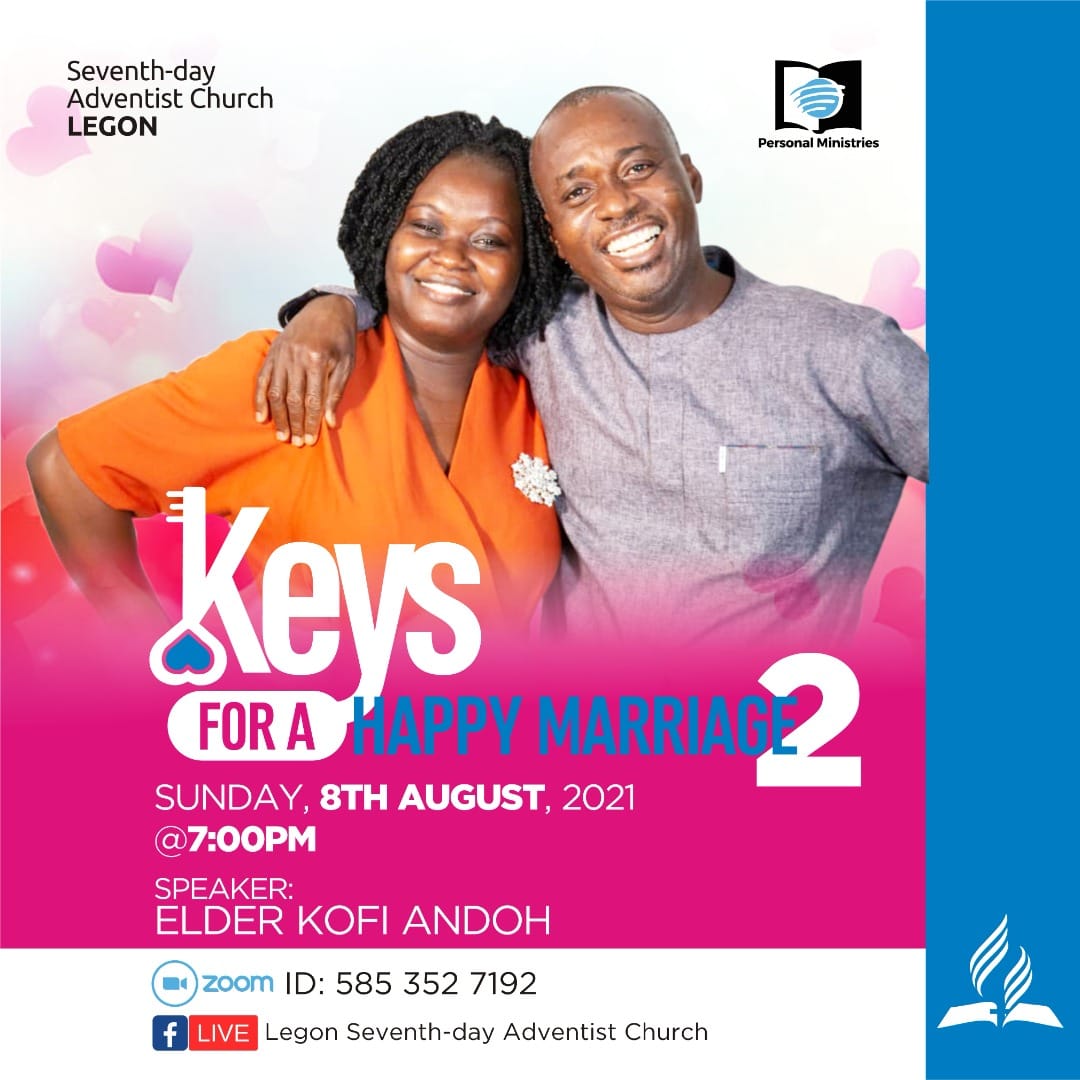 Seventh-day
Adventist Church
LEGON
Personal Ministries
Keys
FOR A HAPPY MARRIAGE 2
SUNDAY, 8TH AUGUST, 2021
@7:00PM
SPEAKER:
ELDER KOFI ANDOH
zoom ID: 585 352 7192
f LIVE Legon Seventh-day Adventist Church